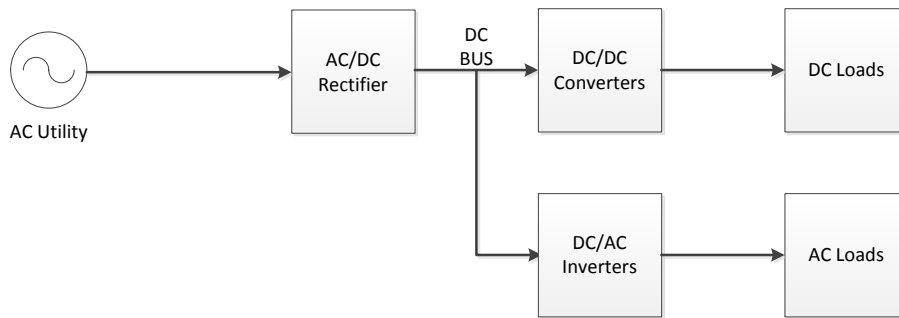 AC Utility
AC/DC
Rectifier
DC
BUS
DC/DC
Converters
DC Loads
DC/AC
Inverters
AC Loads